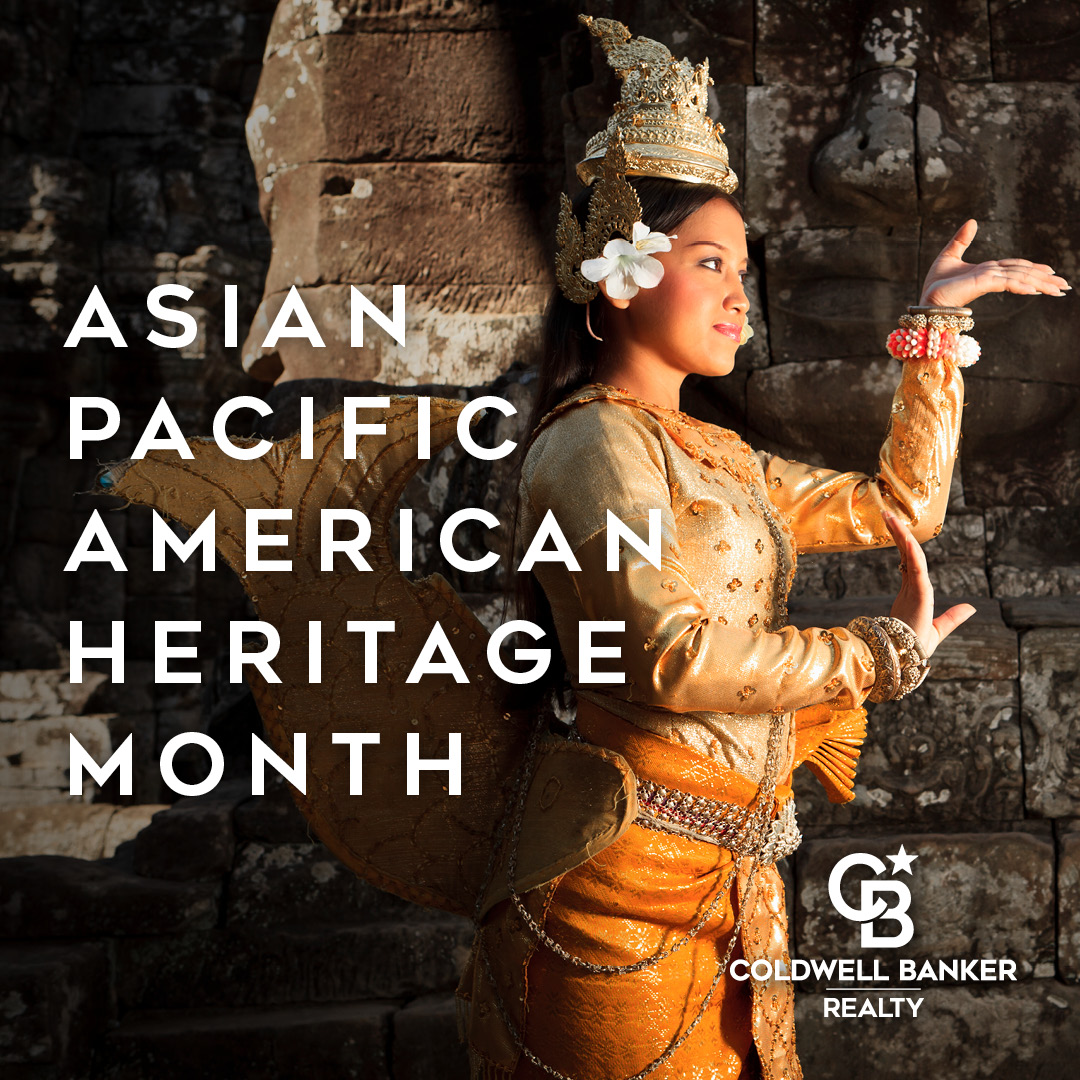 ASIAN
PACIFIC
AMERICAN
HERITAGE
MONTH
CB
COLDWELL BANKER
REALTY